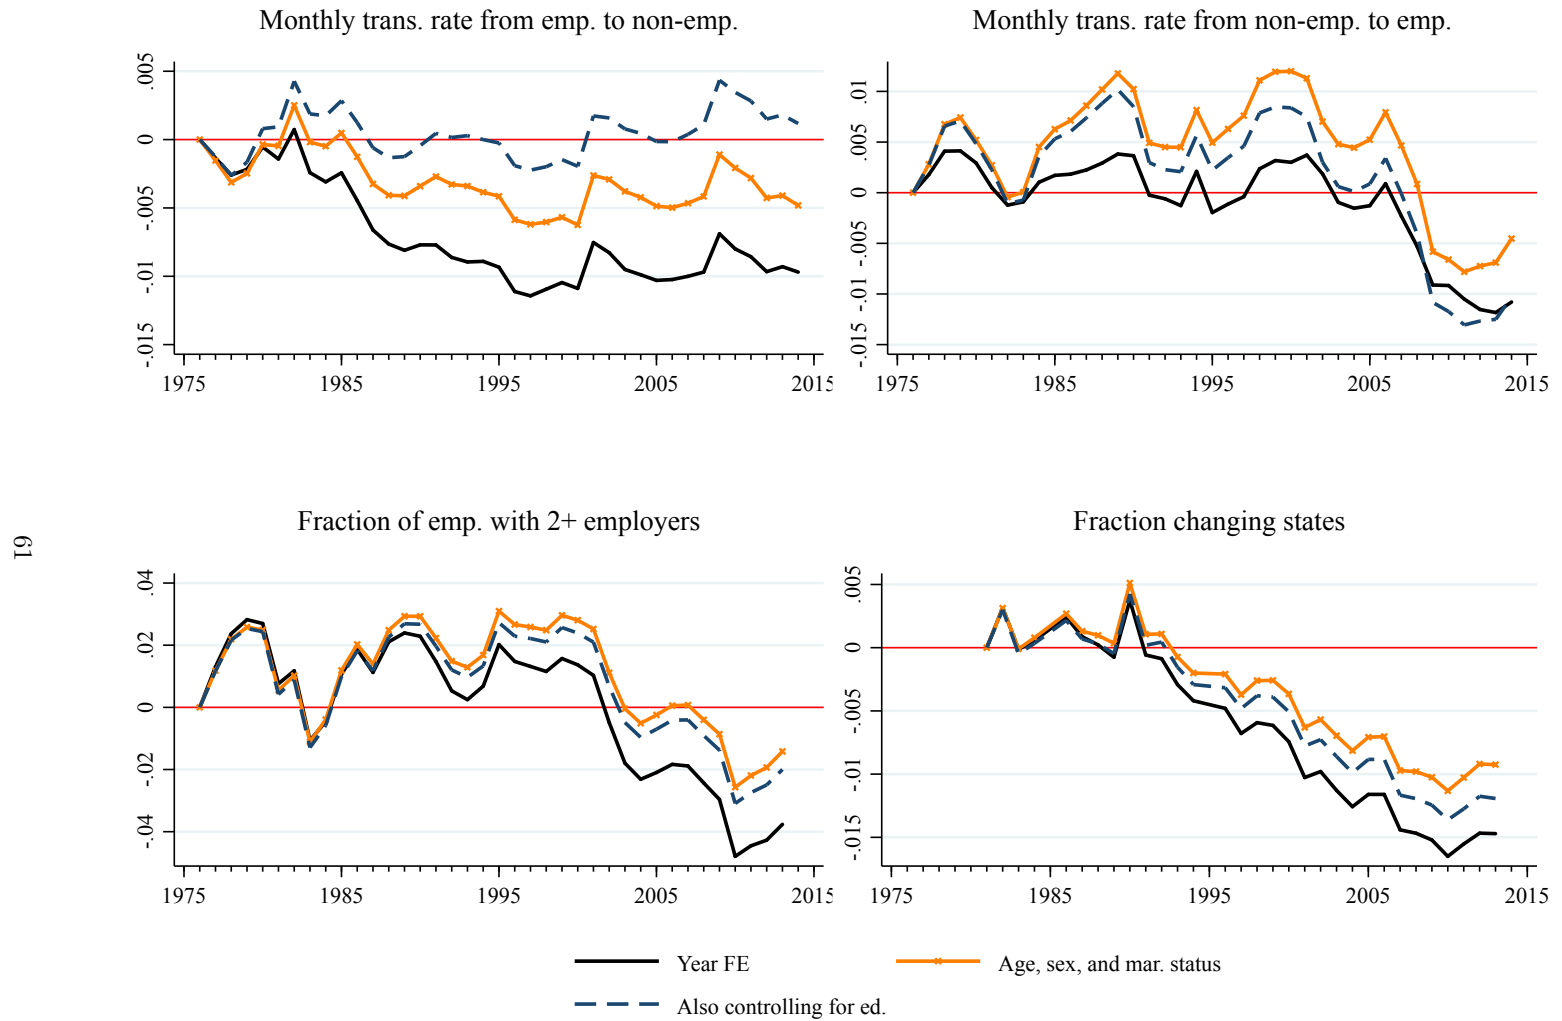 Monthly trans. rate from emp. to non-emp.
.005
0
-.005
-.01
-.015
1975 1985 1995 2005 2015
Monthly trans. rate from non-emp. to emp.
.01
.005
0
-.005
-.01
-.015
1975 1985 1995 2005 2015
61
Fraction of emp. with 2+ employers
.04
.02
0
-.02
-.04
1975 1985 1995 2005 2015
Fraction changing states
.005
0
-.005
-.01
-.015
1975 1985 1995 2005 2015
Year FE
Age, sex, and mar. status
Also controlling for ed.